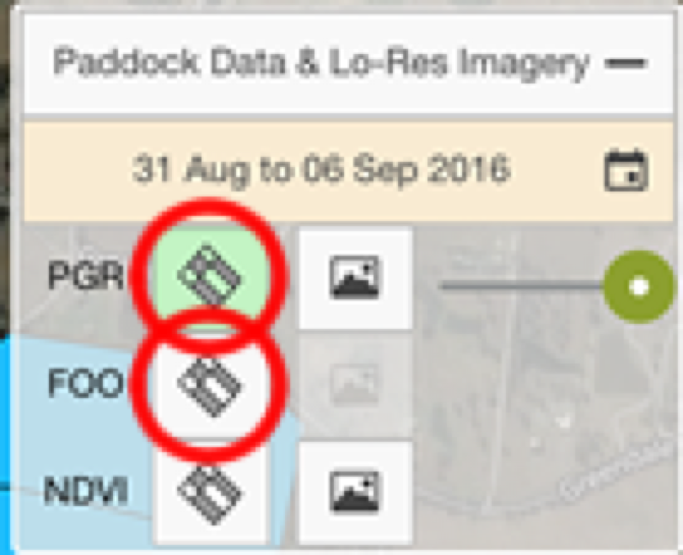 Paddock Data & Lo-Res Imagery
31 Aug to 06 Sep 2016
PGR
FOO
NDVI